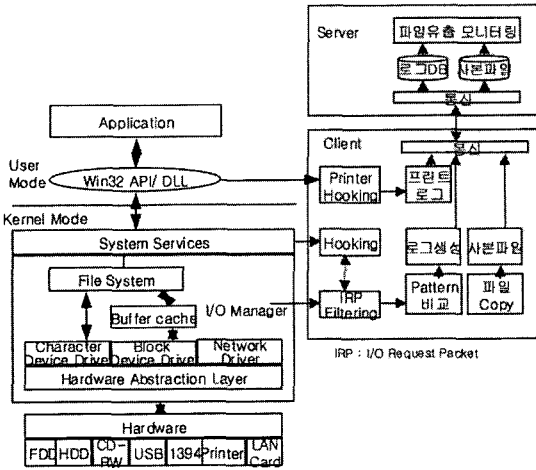 Server
파일유출 모니터링
로그DB
사본파일
통신
Application
User Mode
Win32 API/ DLL
Kernel Mode
System Services
File System
Buffer cache
I/O Manager
Character Device Driver
Block Device Driver
Network Driver
Hardware Abstraction Layer
Hardware
FDD
HDD
CD-RW
USB
1394
Printer
LAN Card
Client
통신
Printer Hooking
프린트 로그
Hooking
로그생성
사본파일
IRP Filtering
Pattern 비교
파일 Copy
IRP : I/O Request Packet